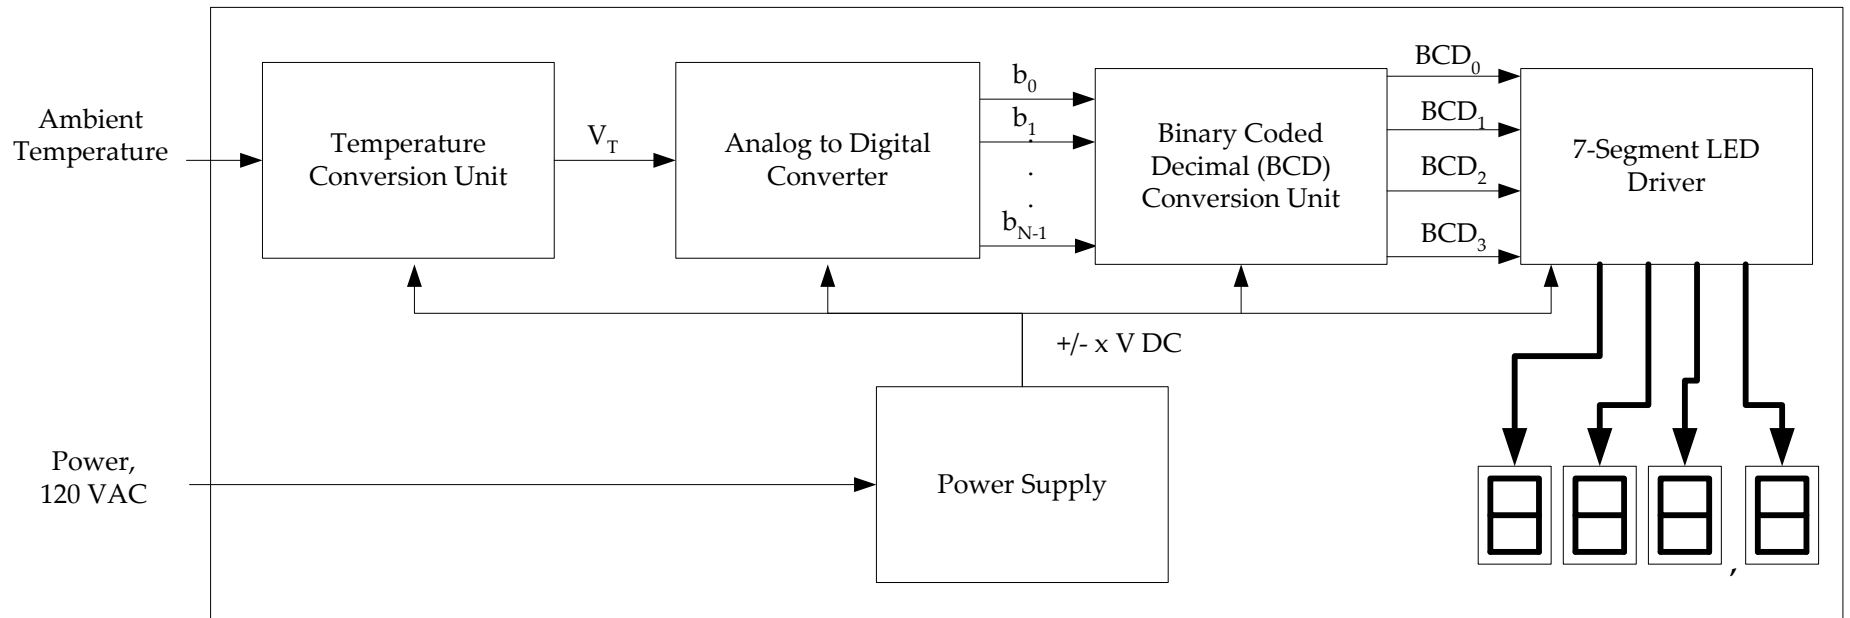 Ambient
Temperature
Temperature
Conversion Unit
V_T
Analog to Digital
Converter
b_0
b_1
.
.
.
b_{N-1}
Binary Coded
Decimal (BCD)
Conversion Unit
BCD_0
BCD_1
BCD_2
BCD_3
7-Segment LED
Driver
+/- x V DC
Power,
120 VAC
Power Supply
,